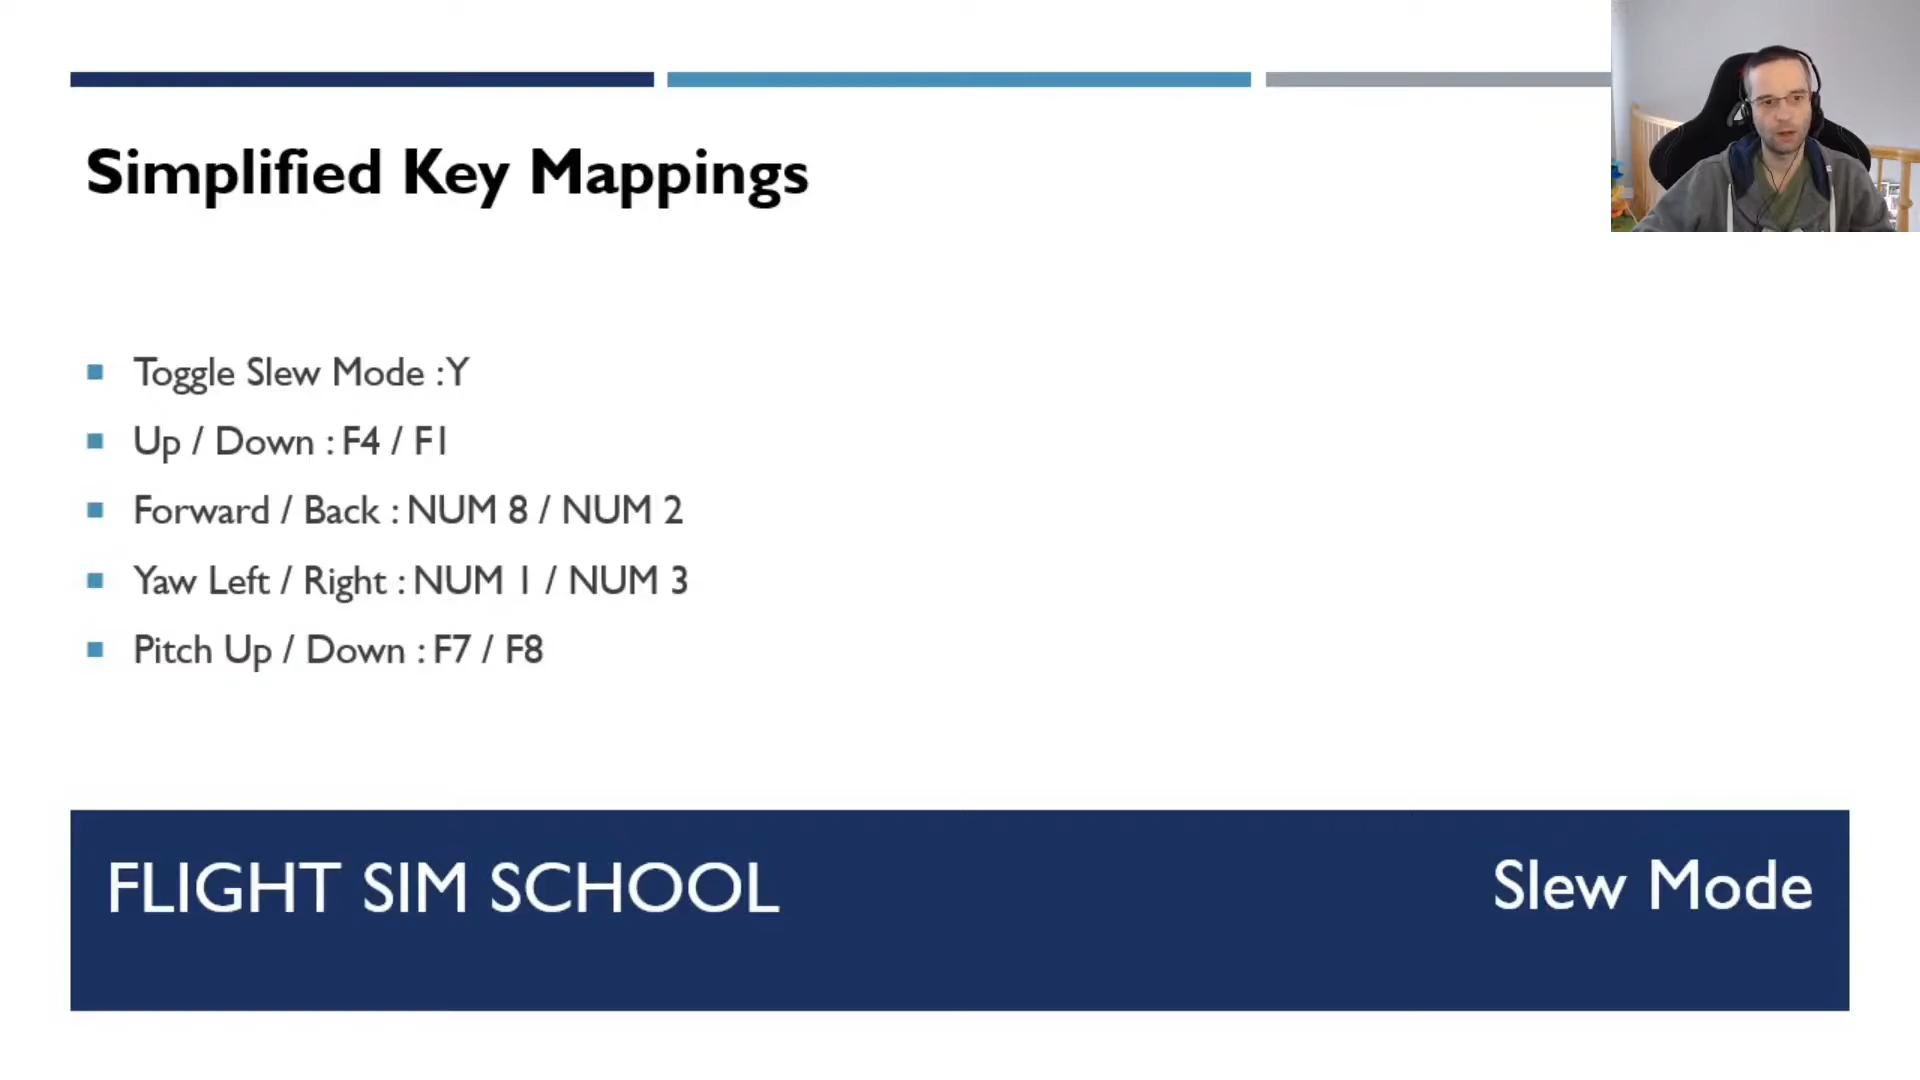 Simplified Key Mappings
Toggle Slew Mode : Y
Up / Down : F4 / F1
Forward / Back : NUM 8 / NUM 2
Yaw Left / Right : NUM 1 / NUM 3
Pitch Up / Down : F7 / F8
FLIGHT SIM SCHOOL
Slew Mode